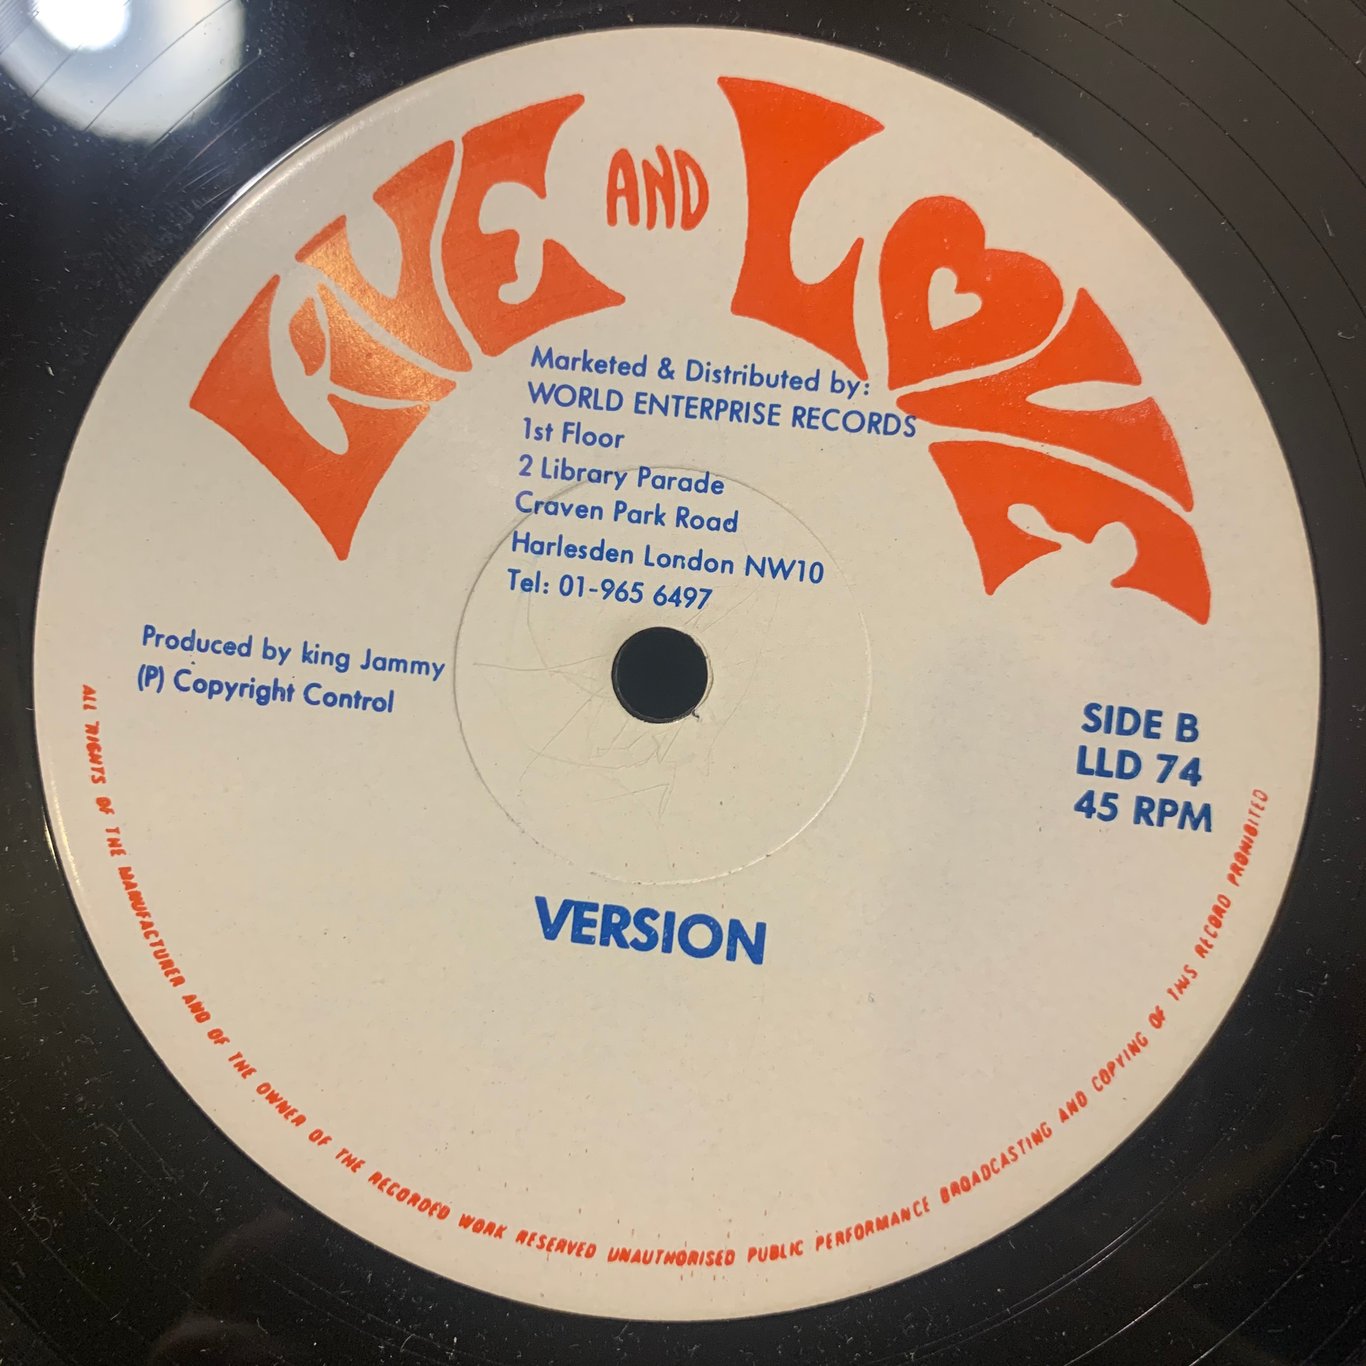 LIVE AND LOVE
Marketed & Distributed by:
WORLD ENTERPRISE RECORDS
1st Floor
2 Library Parade
Craven Park Road
Harlesden London NW10
Tel: 01-965 6497
Produced by king Jammy
(P) Copyright Control
SIDE B
LLD 74
45 RPM
VERSION
ALL RIGHTS OF THE MANUFACTURER AND OF THE OWNER OF THE RECORDED WORK RESERVED UNAUTHORISED PUBLIC PERFORMANCE BROADCASTING AND COPYING OF THIS RECORD PROHIBITED